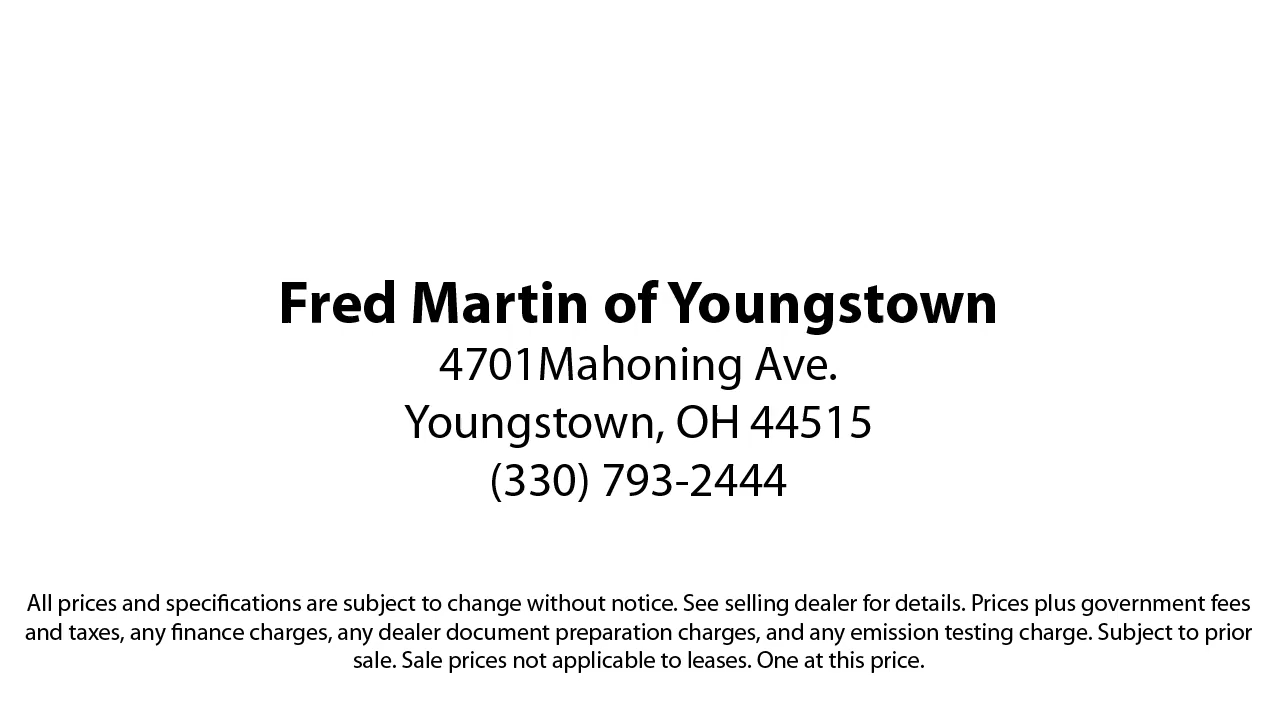 Fred Martin of Youngstown
4701Mahoning Ave.
Youngstown, OH 44515
(330) 793-2444
All prices and specifications are subject to change without notice. See selling dealer for details. Prices plus government fees
and taxes, any finance charges, any dealer document preparation charges, and any emission testing charge. Subject to prior
sale. Sale prices not applicable to leases. One at this price.